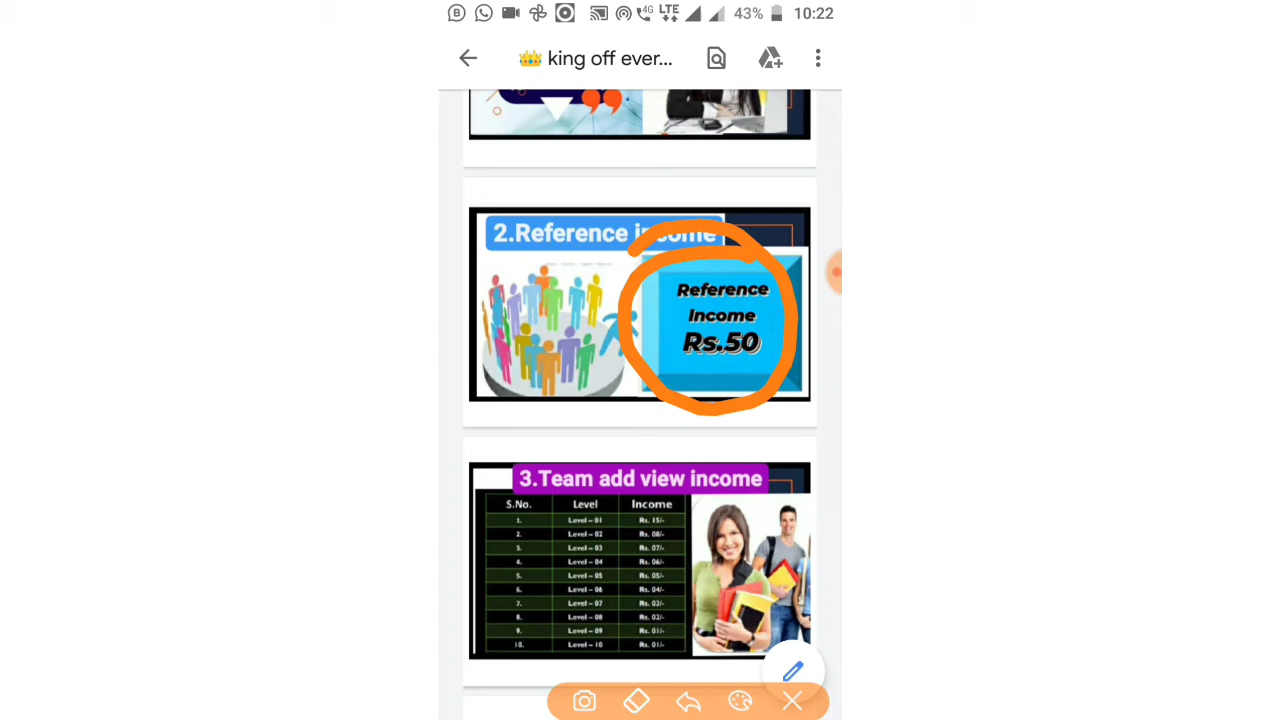 4G LTE 43% 10:22
👑 king off ever...
2.Reference income
Reference
Income
Rs.50
3.Team add view income
S.No. Level Income
1. Level - 01 Rs. 15/-
2. Level - 02 Rs. 08/-
3. Level - 03 Rs. 07/-
4. Level - 04 Rs. 06/-
5. Level - 05 Rs. 05/-
6. Level - 06 Rs. 04/-
7. Level - 07 Rs. 03/-
8. Level - 08 Rs. 02/-
9. Level - 09 Rs. 01/-
10. Level - 10 Rs. 01/-